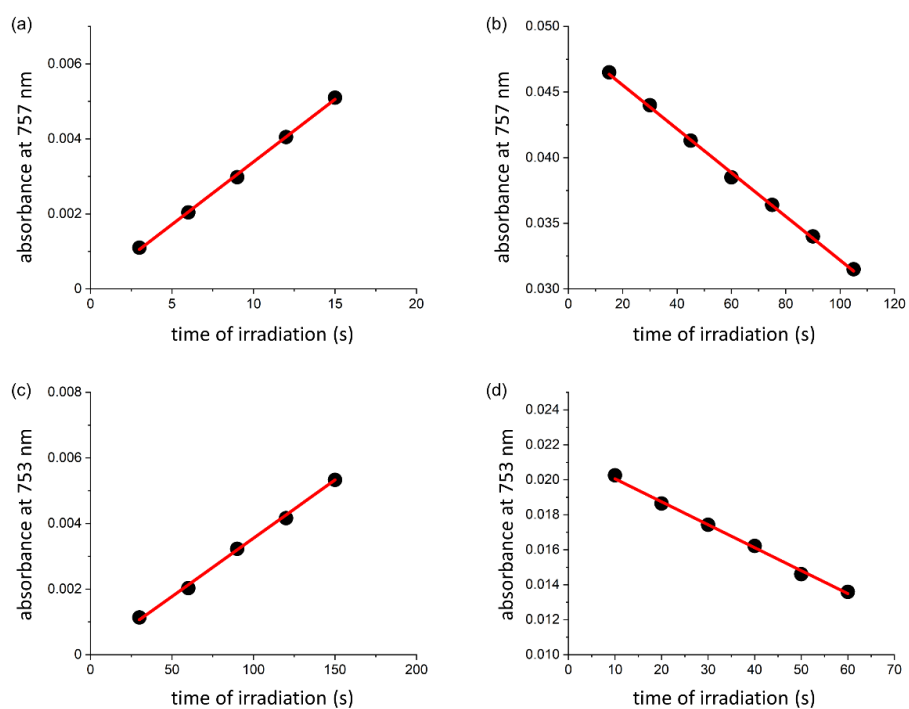 (a)
absorbance at 757 nm
0.006
0.004
0.002
0
0 5 10 15 20
time of irradiation (s)
(b)
absorbance at 757 nm
0.050
0.045
0.040
0.035
0.030
0 20 40 60 80 100 120
time of irradiation (s)
(c)
absorbance at 753 nm
0.008
0.006
0.004
0.002
0
0 50 100 150 200
time of irradiation (s)
(d)
absorbance at 753 nm
0.024
0.022
0.020
0.018
0.016
0.014
0.012
0.010
0 10 20 30 40 50 60 70
time of irradiation (s)